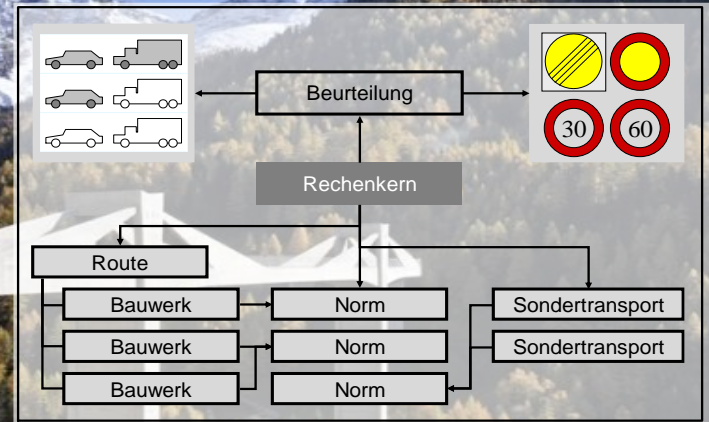 Beurteilung
30 60
Rechenkern
Route
Bauwerk Norm Sondertransport
Bauwerk Norm Sondertransport
Bauwerk Norm